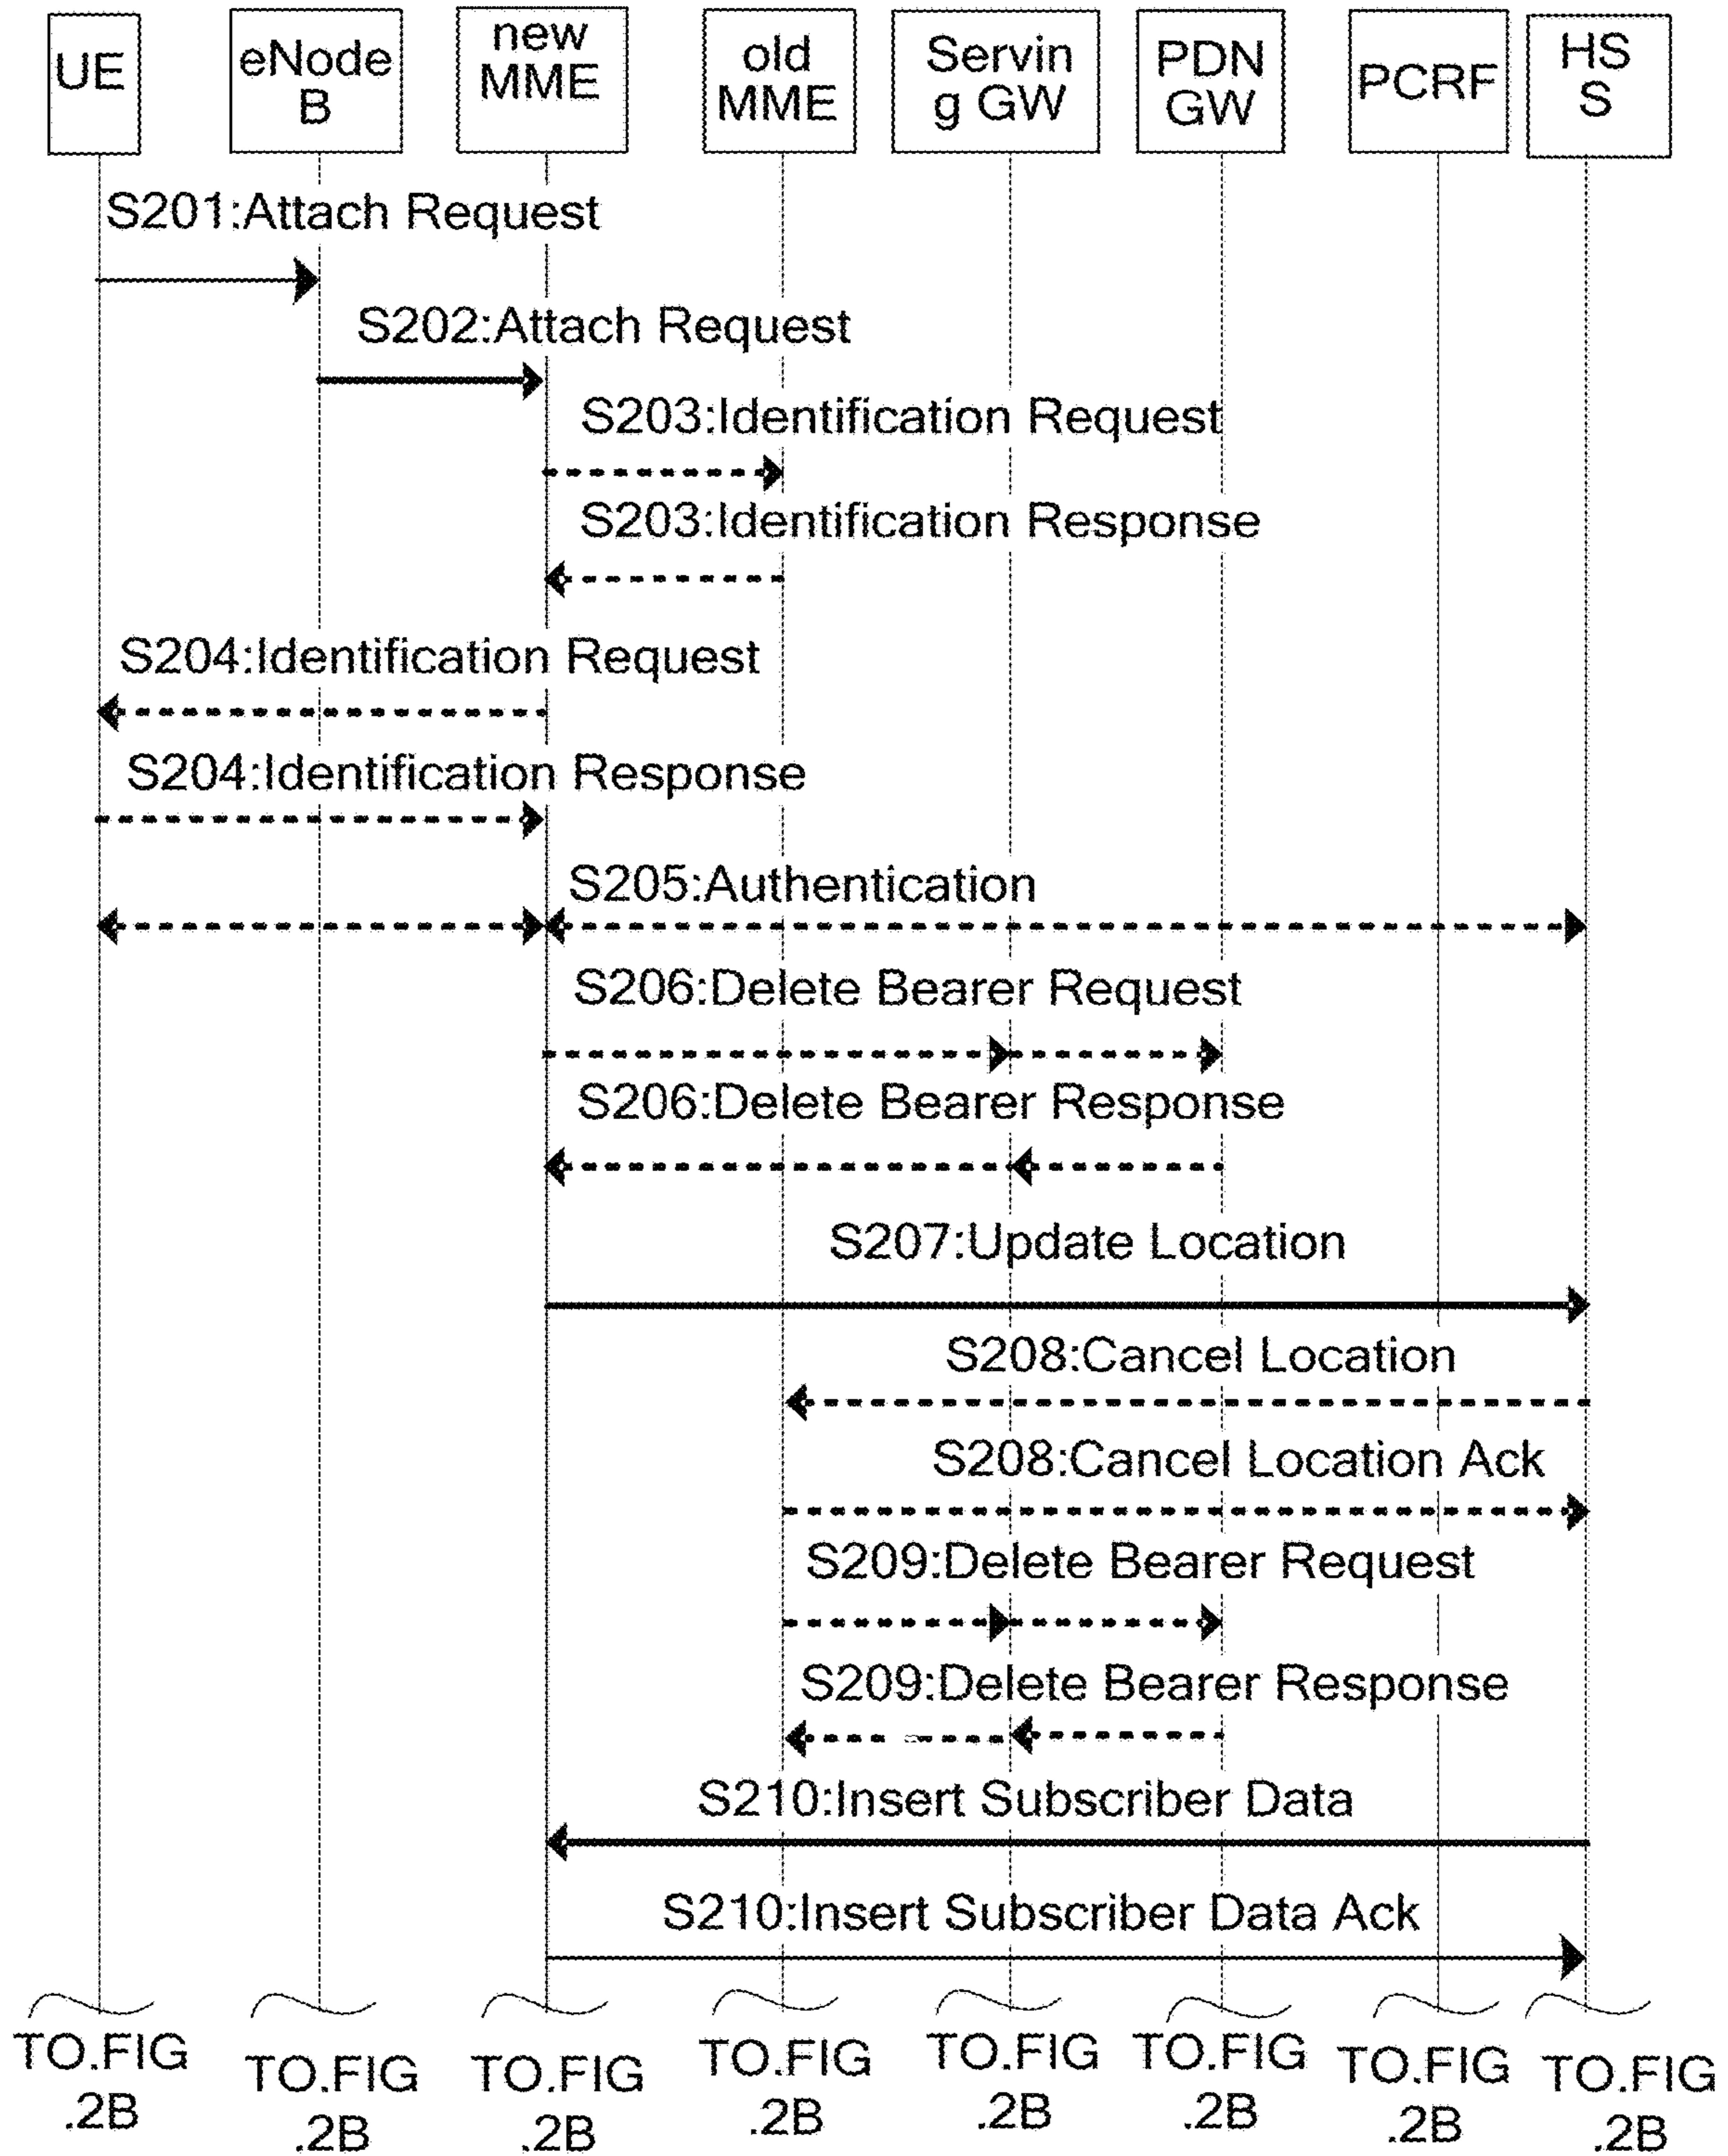 UE
eNode
B
new
MME
old
MME
Servin
g GW
PDN
GW
PCRF
HS
S
S201:Attach Request
S202:Attach Request
S203:Identification Request
S203:Identification Response
S204:Identification Request
S204:Identification Response
S205:Authentication
S206:Delete Bearer Request
S206:Delete Bearer Response
S207:Update Location
S208:Cancel Location
S208:Cancel Location Ack
S209:Delete Bearer Request
S209:Delete Bearer Response
S210:Insert Subscriber Data
S210:Insert Subscriber Data Ack
TO.FIG
.2B
TO.FIG
.2B
TO.FIG
.2B
TO.FIG
.2B
TO.FIG
.2B
TO.FIG
.2B
TO.FIG
.2B
TO.FIG
.2B